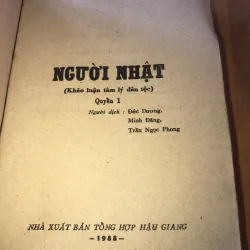 NGƯỜI NHẬT
(Khảo luận tâm lý dân tộc)
Quyển 1
Người dịch : Đức Dương,
Minh Đăng,
Trần Ngọc Phong
NHÀ XUẤT BẢN TỔNG HỢP HẬU GIANG
—1988—